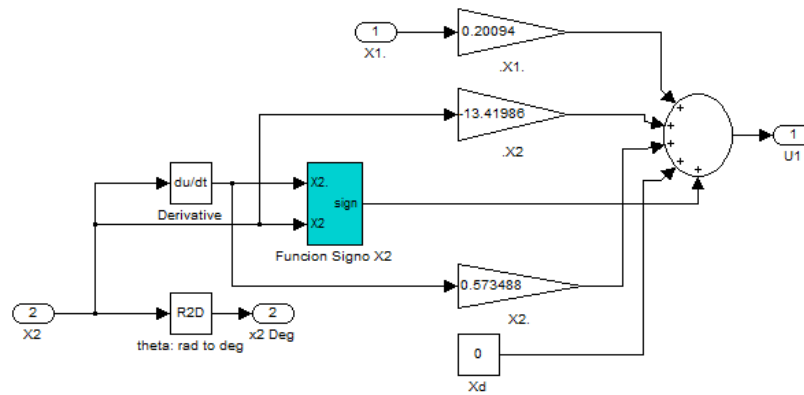 1
X1.
0.20094
.X1.
-13.41986
.X2
1
U1
du/dt
Derivative
X2.
X2
sign
Funcion Signo X2
0.573488
X2.
2
X2
R2D
theta: rad to deg
2
x2 Deg
0
Xd
+
+
+
+
+